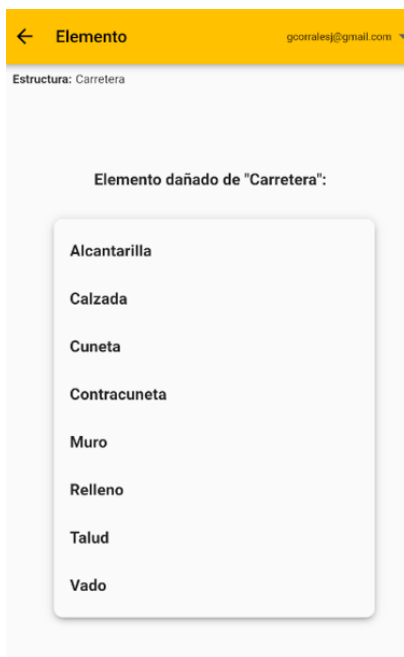 Elemento
gcorralesj@gmail.com
Estructura: Carretera
Elemento dañado de "Carretera":
Alcantarilla
Calzada
Cuneta
Contracuneta
Muro
Relleno
Talud
Vado